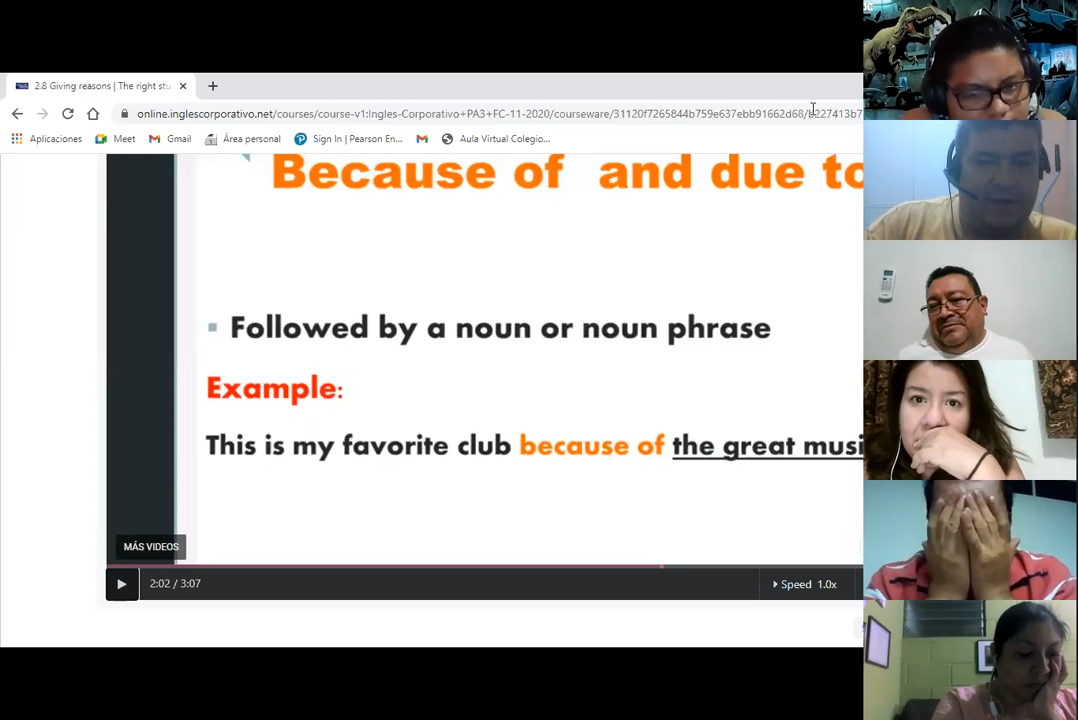 2.8 Giving reasons | The right stu
online.inglescorporativo.net/courses/course-v1:Ingles-Corporativo+PA3+FC-11-2020/courseware/31120f7265844b759e637ebb91662d68/b227413b7
Aplicaciones Meet Gmail Área personal Sign In | Pearson En... Aula Virtual Colegio...
Because of and due to
Followed by a noun or noun phrase
Example:
This is my favorite club because of the great musi
MÁS VIDEOS
2:02 / 3:07
Speed 1.0x